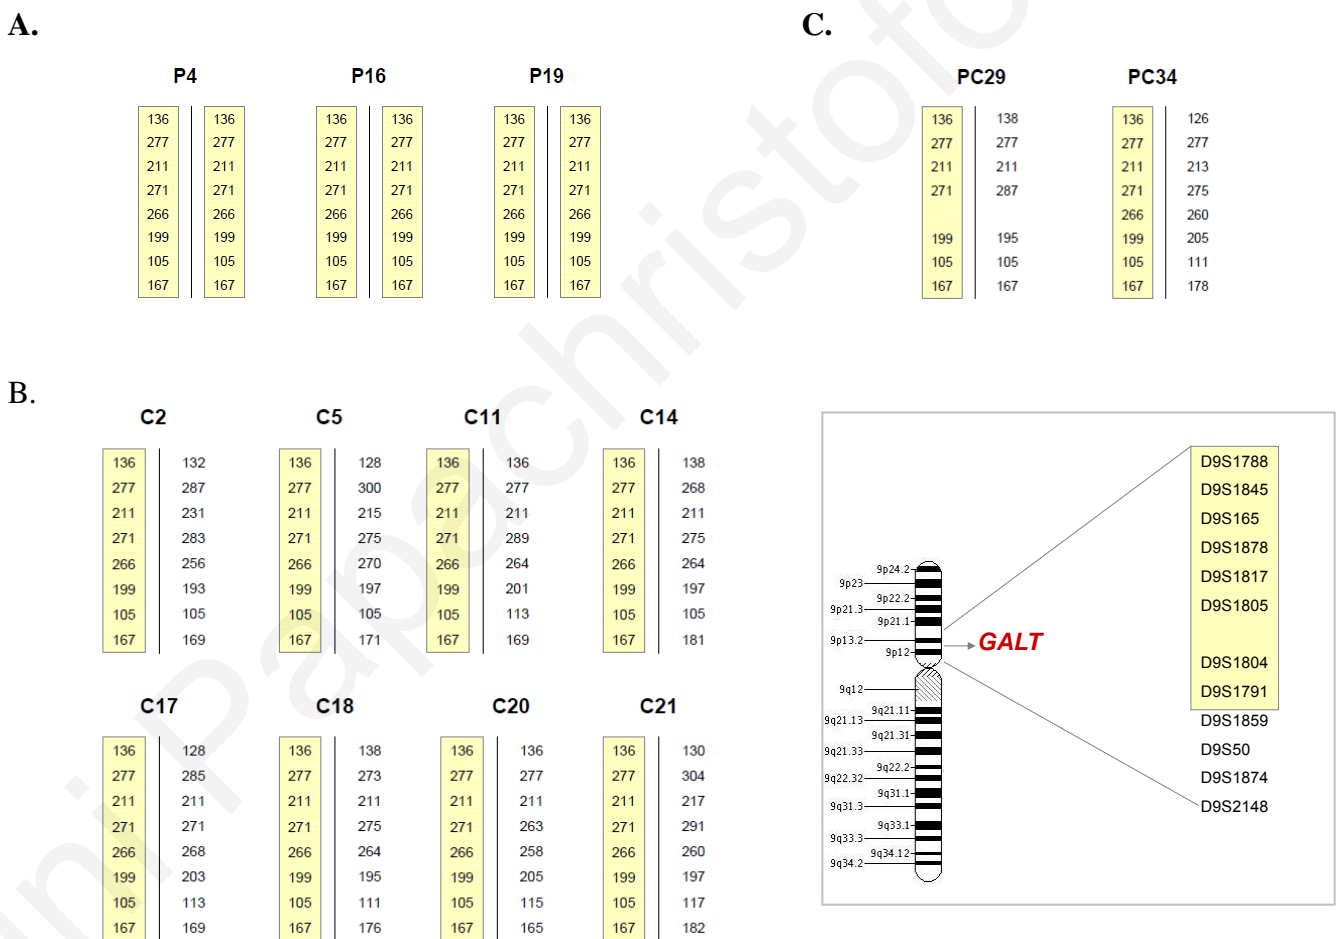 A.
P4 P16 P19
136 136 136 136 136 136
277 277 277 277 277 277
211 211 211 211 211 211
271 271 271 271 271 271
266 266 266 266 266 266
199 199 199 199 199 199
105 105 105 105 105 105
167 167 167 167 167 167
C.
PC29 PC34
136 138 136 126
277 277 277 277
211 211 211 213
271 287 271 275
266 260
199 195 199 205
105 105 105 111
167 167 167 178
B.
C2 C5 C11 C14
136 132 136 128 136 136 136 138
277 287 277 300 277 277 277 268
211 231 211 215 211 211 211 211
271 283 271 275 271 289 271 275
266 256 266 270 266 264 266 264
199 193 199 197 199 201 199 197
105 105 105 105 105 113 105 105
167 169 167 171 167 169 167 181
C17 C18 C20 C21
136 128 136 138 136 136 136 130
277 285 277 273 277 277 277 304
211 211 211 211 211 211 211 217
271 271 271 275 271 263 271 291
266 268 266 264 266 258 266 260
199 203 199 195 199 205 199 197
105 113 105 111 105 115 105 117
167 169 167 176 167 165 167 182
9p24.2
9p23
9p22.2
9p21.3
9p21.1
9p13.2
9p12
9q12
9q21.11
9q21.13
9q21.31
9q21.33
9q22.2
9q22.32
9q31.1
9q31.3
9q33.1
9q33.3
9q34.12
9q34.2
GALT
D9S1788
D9S1845
D9S165
D9S1878
D9S1817
D9S1805
D9S1804
D9S1791
D9S1859
D9S50
D9S1874
D9S2148